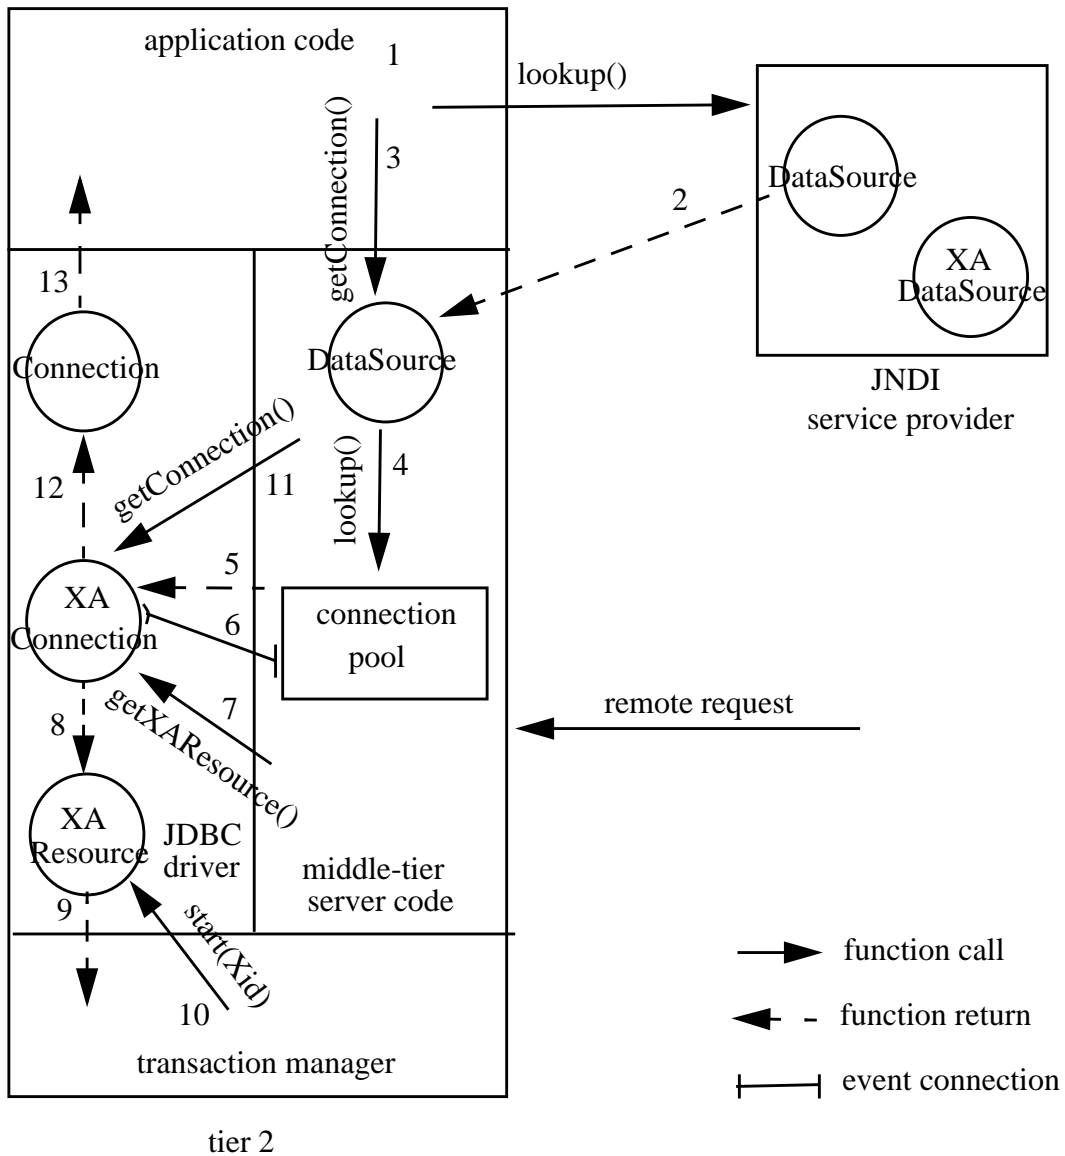 application code
1
lookup()
getConnection()
3
DataSource
2
XA
DataSource
13
Connection
DataSource
JNDI
service provider
getConnection()
lookup()
4
12
11
5
XA
Connection
6
connection
pool
7
getXAResource()
8
remote request
XA
Resource
JDBC
driver
middle-tier
server code
9
start(Xid)
10
function call
function return
transaction manager
event connection
tier 2